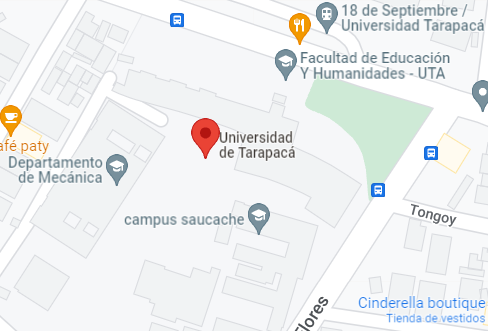 18 de Septiembre /
Universidad Tarapacá
Facultad de Educación
Y Humanidades - UTA
Universidad
de Tarapacá
afé paty
Departamento
de Mecánica
campus saucache
Tongoy
Flores
Cinderella boutique
Tienda de vestidos